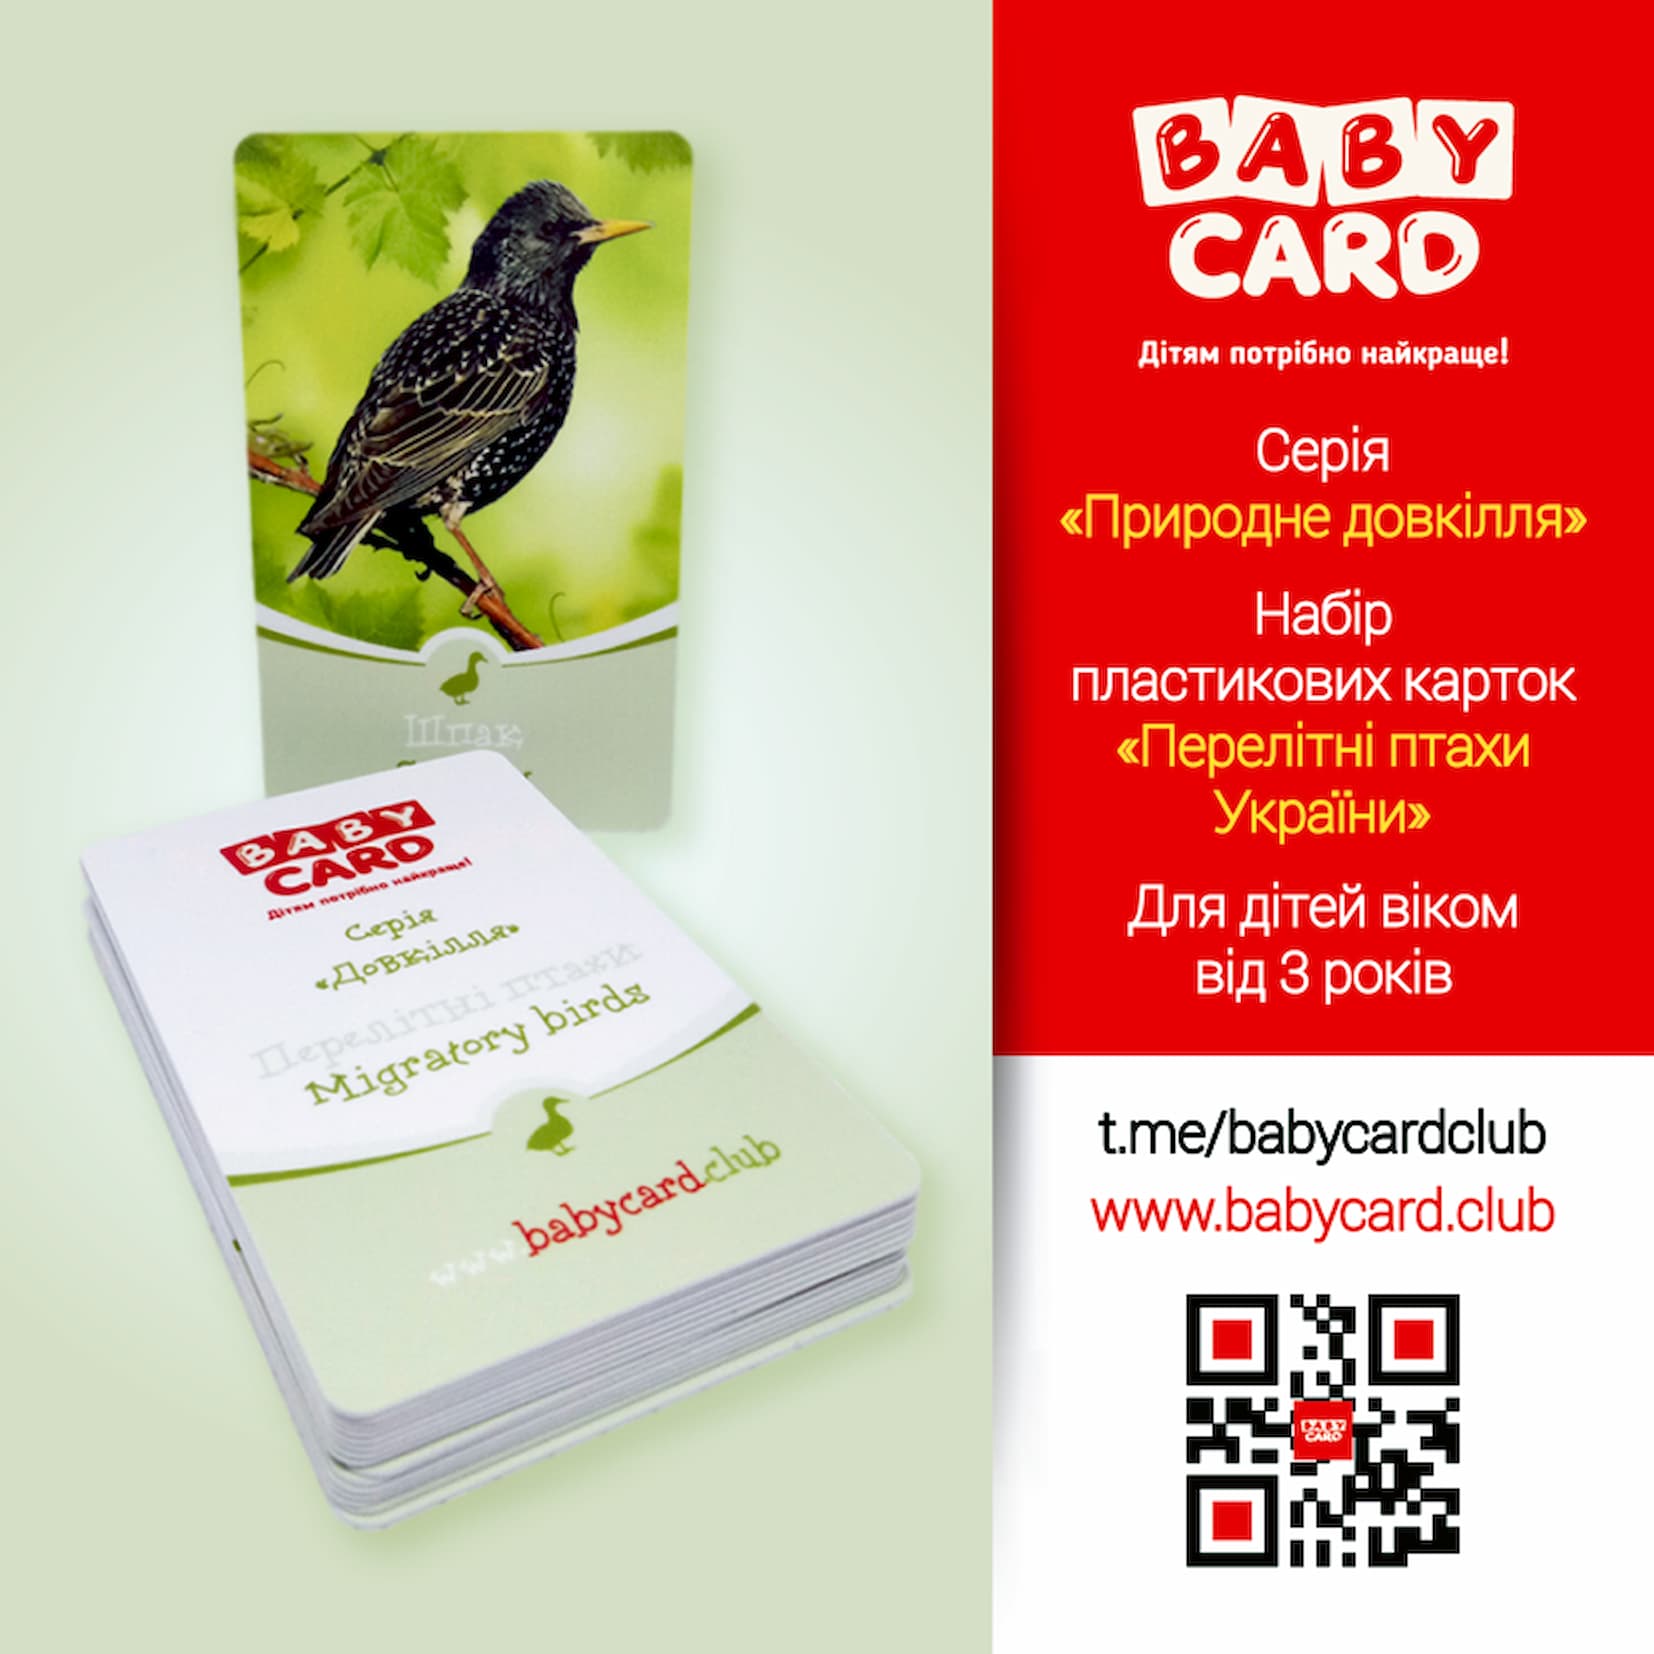 Шпак
BABY
CARD
Дітям потрібно найкраще!
Серія
«Довкілля»
Перелітні птахи
Migratory birds
www.babycard.club
BABY
CARD
Дітям потрібно найкраще!
Серія
«Природне довкілля»
Набір
пластикових карток
«Перелітні птахи
України»
Для дітей віком
від 3 років
t.me/babycardclub
www.babycard.club
BABY
CARD